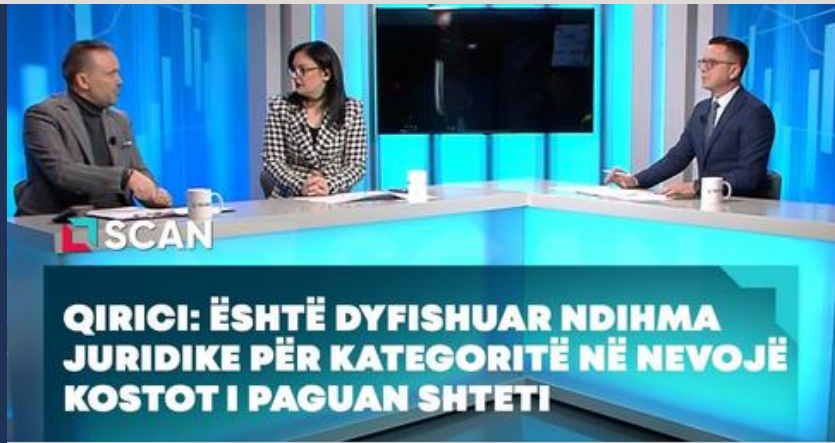 SCAN
QIRICI: ËSHTË DYFISHUAR NDIHMA
JURIDIKE PËR KATEGORITË NË NEVOJË
KOSTOT I PAGUAN SHTETI